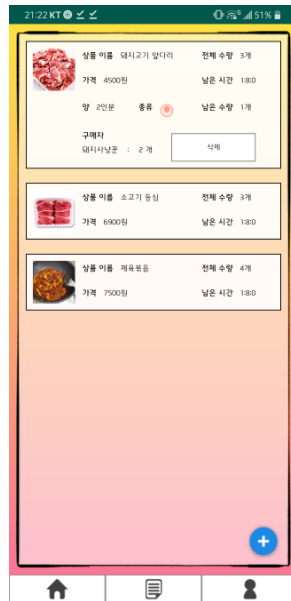 21:22 KT 51%
상품 이름 돼지고기 앞다리 전체 수량 3개
가격 4500원 남은 시간 1:8:0
양 2인분 종류 남은 수량 1개
구매자
돼지사냥꾼 : 2 개 삭제
상품 이름 소고기 등심 전체 수량 3개
가격 6900원 남은 시간 1:8:0
상품 이름 제육볶음 전체 수량 4개
가격 7500원 남은 시간 1:8:0